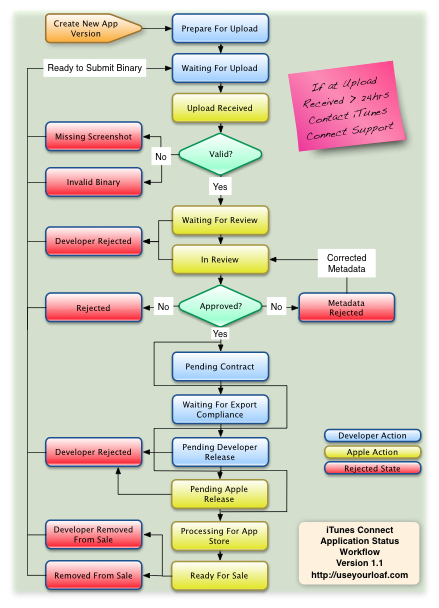 Create New App
Version
Prepare For Upload
Ready to Submit Binary
Waiting For Upload
If at Upload
Received > 24hrs
Contact iTunes
Connect Support
Upload Received
Missing Screenshot
No
Valid?
Invalid Binary
Yes
Waiting For Review
Developer Rejected
In Review
Corrected
Metadata
Rejected
No
Approved?
No
Metadata
Rejected
Yes
Pending Contract
Waiting For Export
Compliance
Developer Action
Developer Rejected
Pending Developer
Release
Apple Action
Rejected State
Pending Apple
Release
Developer Removed
From Sale
Processing For App
Store
Removed From Sale
Ready For Sale
iTunes Connect
Application Status
Workflow
Version 1.1
http://useyourloaf.com